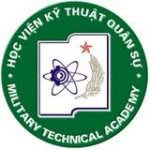 HỌC VIỆN KỸ THUẬT QUÂN SỰ
MILITARY TECHNICAL ACADEMY